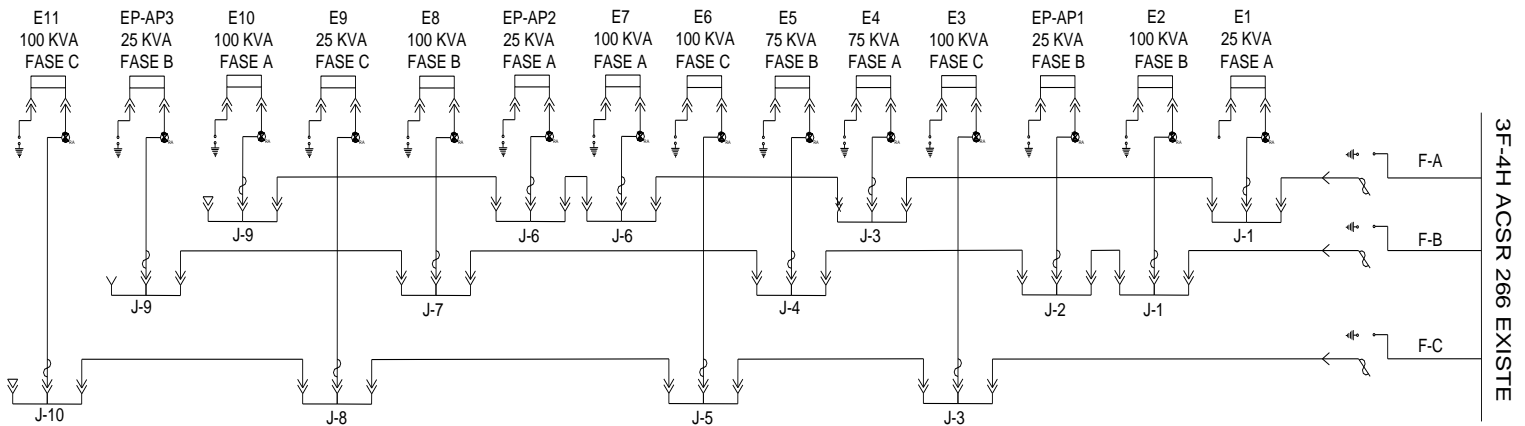 E11 EP-AP3 E10 E9 E8 EP-AP2 E7 E6 E5 E4 E3 EP-AP1 E2 E1
100 KVA 25 KVA 100 KVA 25 KVA 100 KVA 25 KVA 100 KVA 100 KVA 75 KVA 75 KVA 100 KVA 25 KVA 100 KVA 25 KVA
FASE C FASE B FASE A FASE C FASE B FASE A FASE A FASE C FASE B FASE A FASE C FASE B FASE B FASE A
F-A
J-9 J-6 J-6 J-3 J-1
F-B
J-9 J-7 J-4 J-2 J-1
F-C
J-10 J-8 J-5 J-3
3F-4H ACSR 266 EXISTE